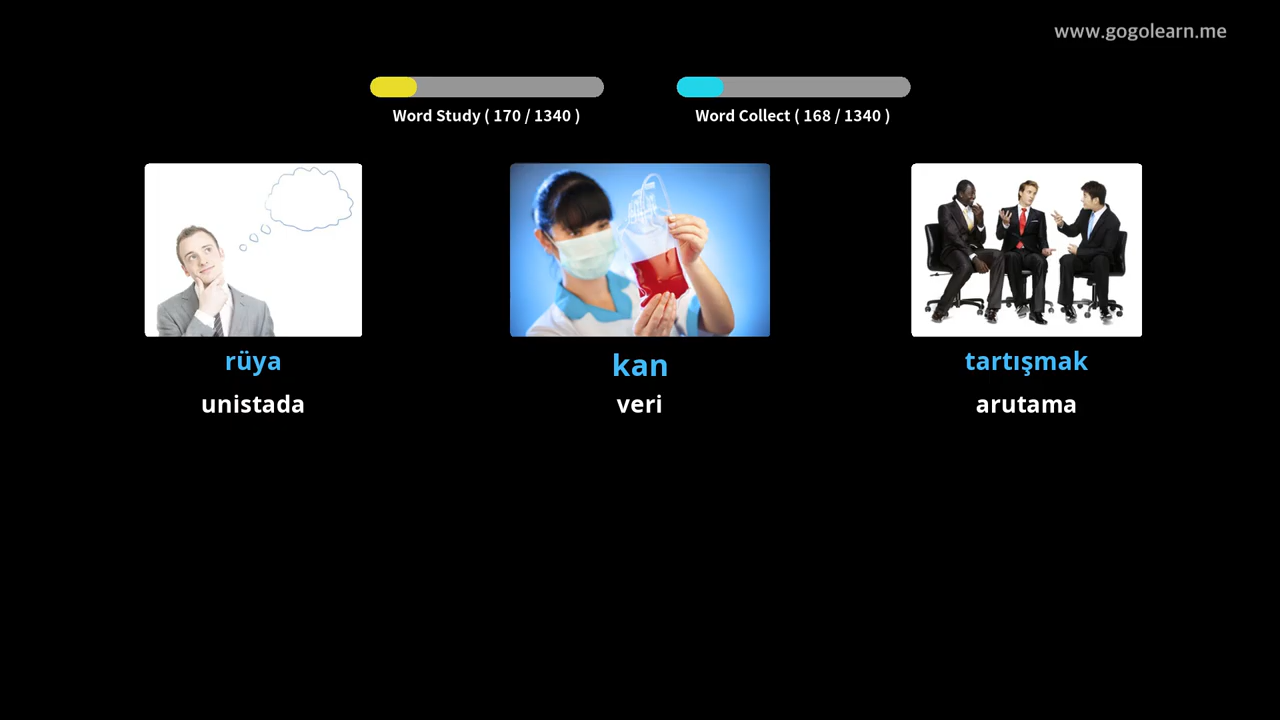 www.gogolearn.me
Word Study ( 170 / 1340 )
Word Collect ( 168 / 1340 )
rüya
kan
tartışmak
unistada
veri
arutama